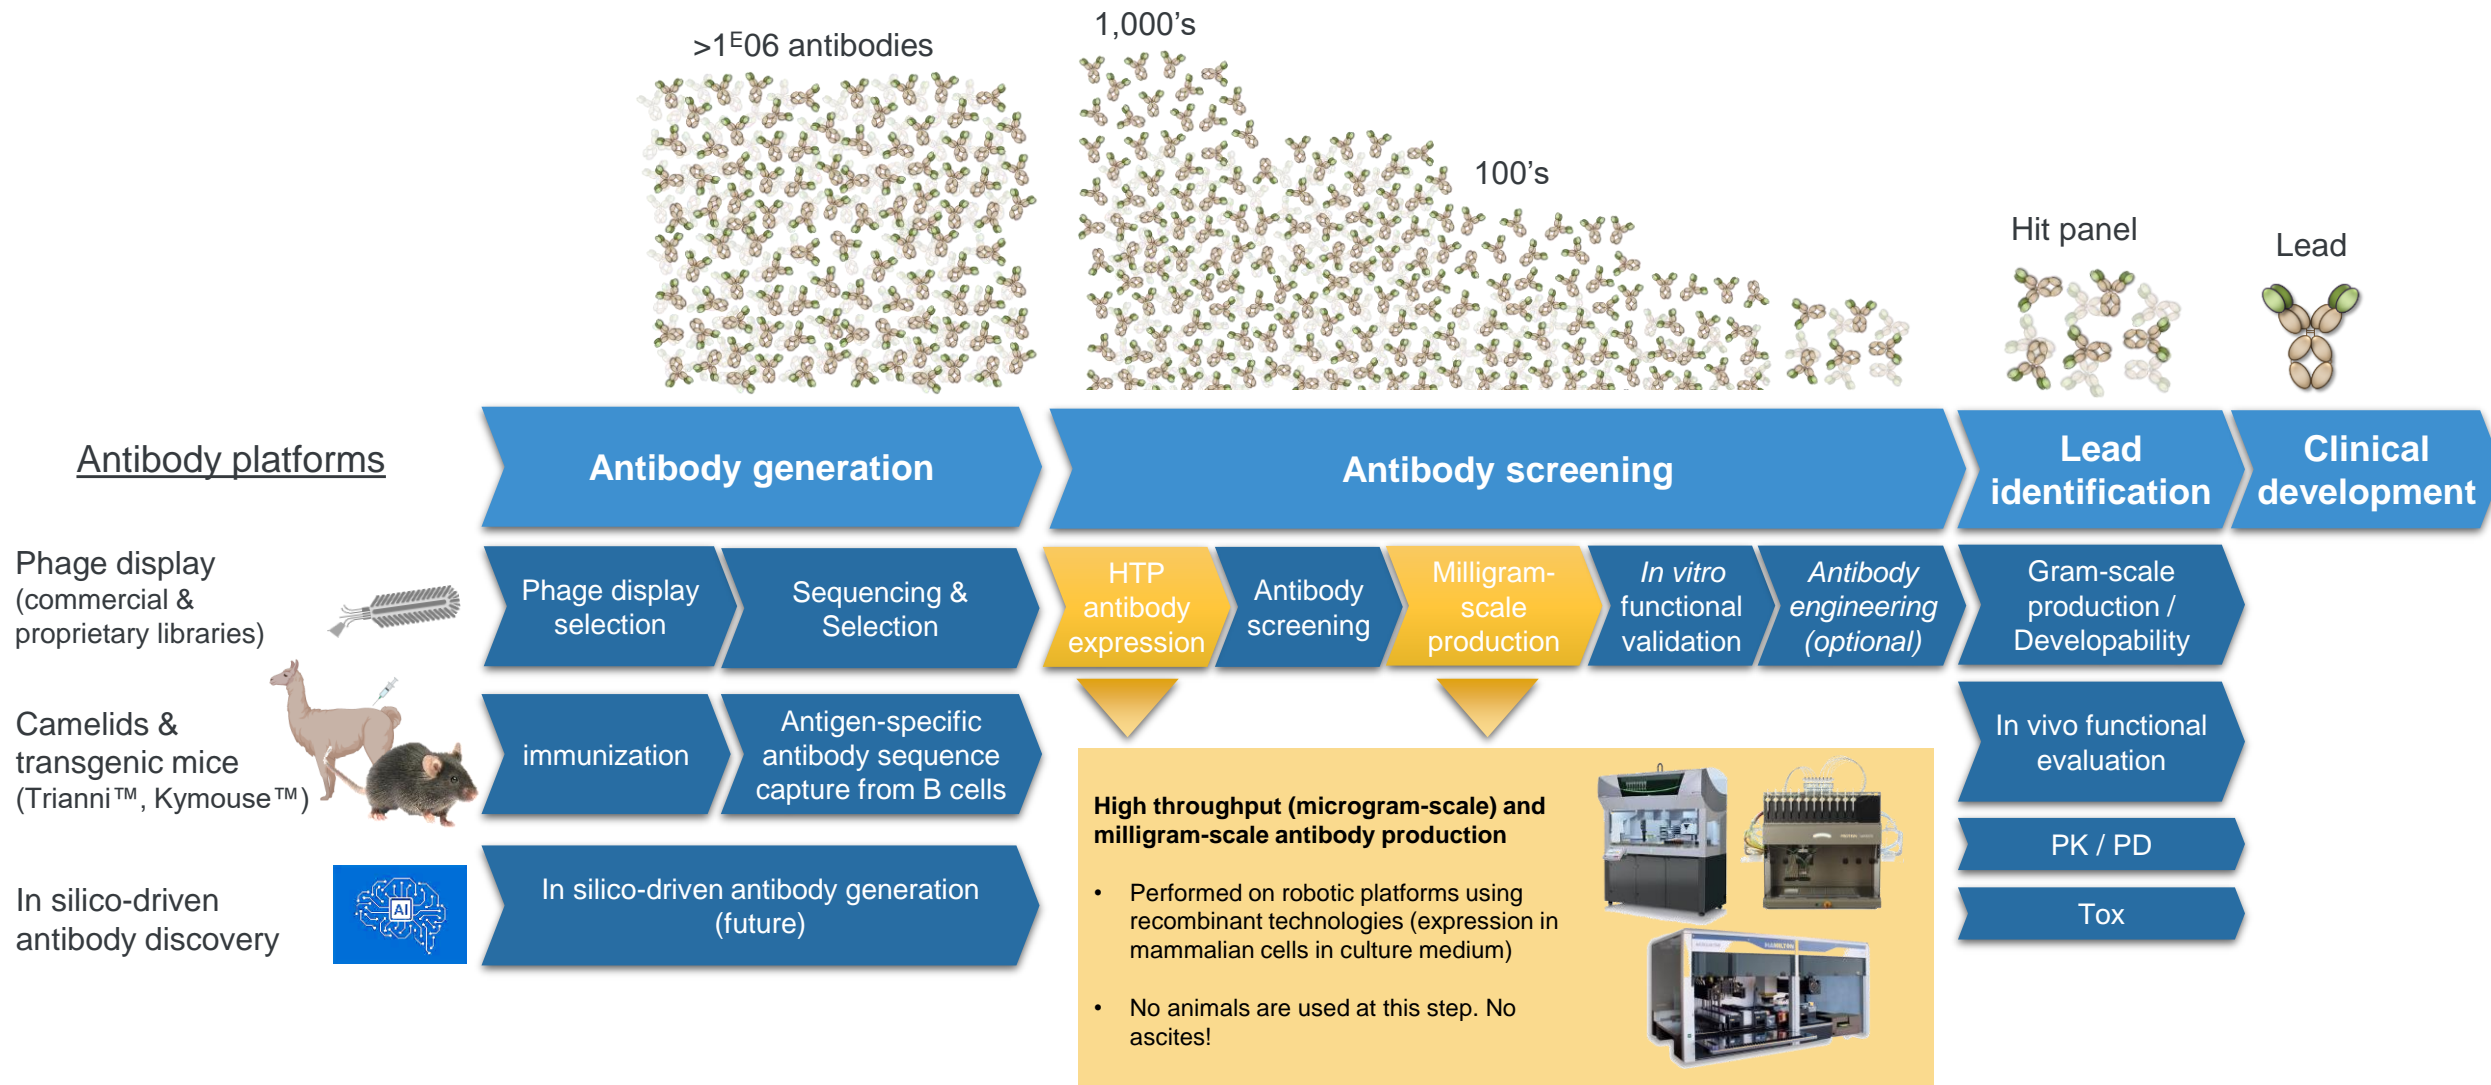 >1E06 antibodies
1,000’s
100’s
Hit panel
Lead
Antibody platforms
Antibody generation
Antibody screening
Lead
identification
Clinical
development
Phage display
(commercial &
proprietary libraries)
Phage display
selection
Sequencing &
Selection
HTP
antibody
expression
Antibody
screening
Milligram-
scale
production
In vitro
functional
validation
Antibody
engineering
(optional)
Gram-scale
production /
Developability
Camelids &
transgenic mice
(Trianni™, Kymouse™)
immunization
Antigen-specific
antibody sequence
capture from B cells
In vivo functional
evaluation
PK / PD
Tox
In silico-driven
antibody discovery
AI
In silico-driven antibody generation
(future)
High throughput (microgram-scale) and
milligram-scale antibody production
• Performed on robotic platforms using
recombinant technologies (expression in
mammalian cells in culture medium)
• No animals are used at this step. No
ascites!
HAMILTON